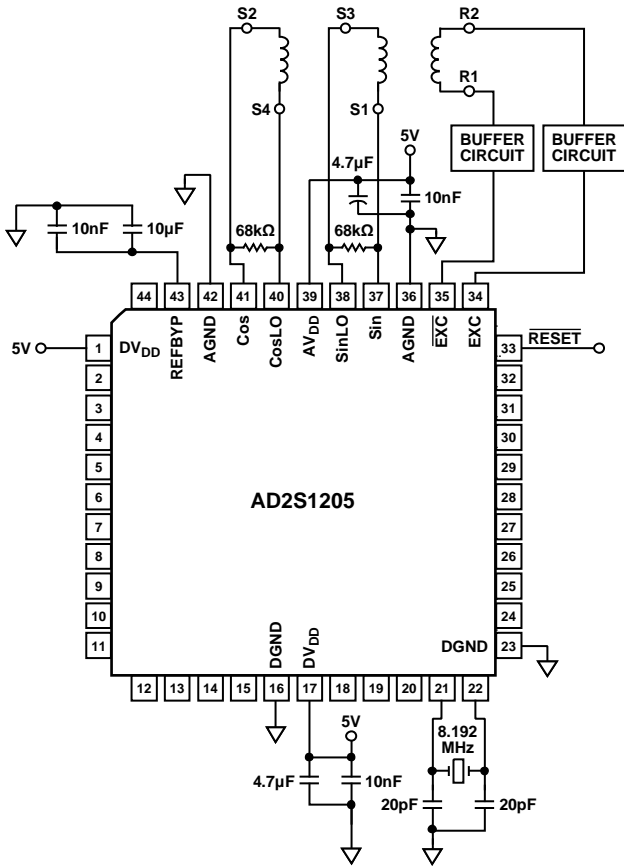 S2
S3
R2
S4
S1
R1
5V
BUFFER
CIRCUIT
BUFFER
CIRCUIT
4.7µF
10nF
10nF
10µF
68kΩ
68kΩ
44
43
42
41
40
39
38
37
36
35
34
REFBYP
AGND
Cos
CosLO
AVDD
SinLO
Sin
AGND
EXC
EXC
5V
1
DVDD
33
RESET
2
32
3
31
4
30
5
29
6
28
7
27
8
26
9
25
10
24
11
23
AD2S1205
DGND
DVDD
DGND
12
13
14
15
16
17
18
19
20
21
22
5V
4.7µF
10nF
8.192
MHz
20pF
20pF